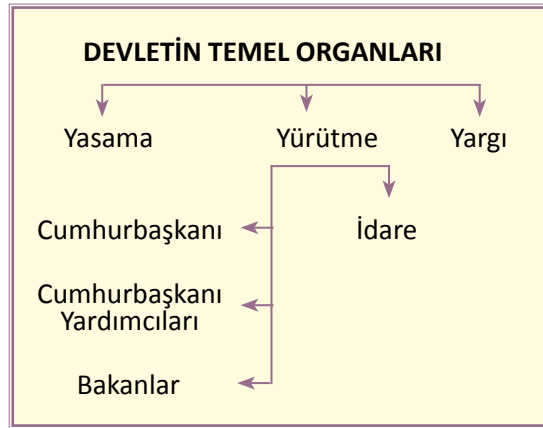 DEVLETİN TEMEL ORGANLARI
Yasama Yürütme Yargı
Cumhurbaşkanı İdare
Cumhurbaşkanı
Yardımcıları
Bakanlar